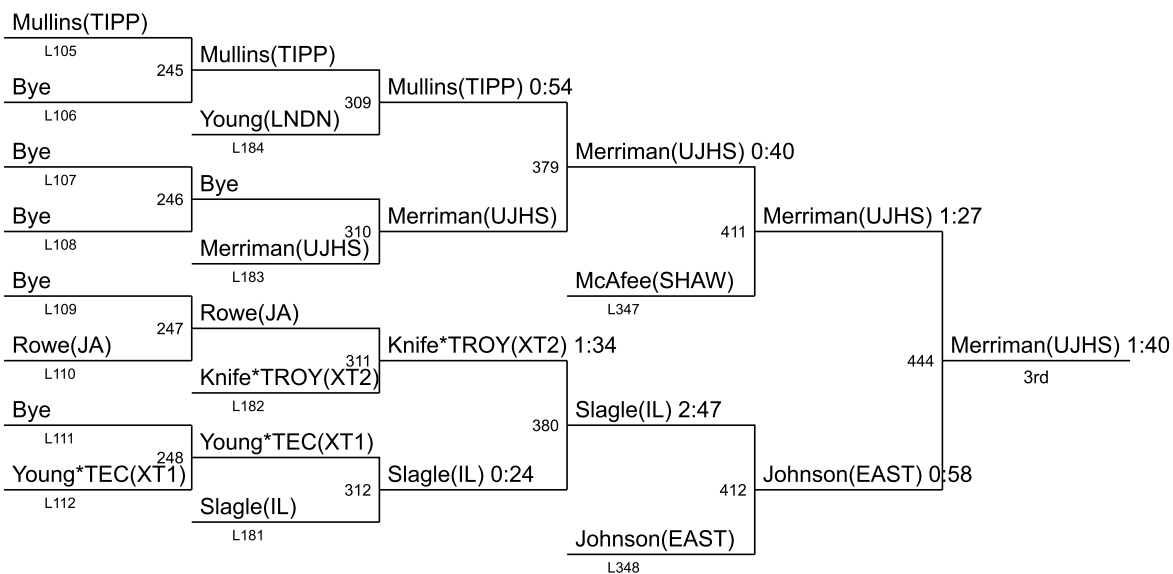 Mullins(TIPP)
L105
Mullins(TIPP)
245
Bye
Mullins(TIPP) 0:54
309
L106
Young(LNDN)
L184
Bye
Merriman(UJHS) 0:40
379
L107
Bye
246
Bye
Merriman(UJHS)
Merriman(UJHS) 1:27
310
411
L108
Merriman(UJHS)
L183
Bye
McAfee(SHAW)
L109
L347
Rowe(JA)
247
Rowe(JA)
Knife*TROY(XT2) 1:34
Merriman(UJHS) 1:40
311
444
L110
Knife*TROY(XT2)
3rd
L182
Bye
Slagle(IL) 2:47
380
L111
Young*TEC(XT1)
248
Young*TEC(XT1)
Slagle(IL) 0:24
Johnson(EAST) 0:58
312
412
L112
Slagle(IL)
L181
Johnson(EAST)
L348